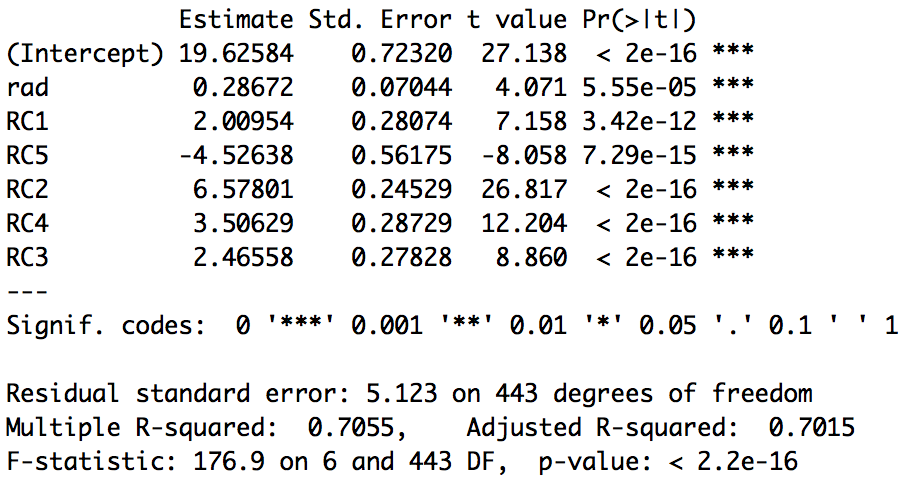 Estimate Std. Error t value Pr(>|t|)
(Intercept) 19.62584 0.72320 27.138 < 2e-16 ***
rad 0.28672 0.07044 4.071 5.55e-05 ***
RC1 2.00954 0.28074 7.158 3.42e-12 ***
RC5 -4.52638 0.56175 -8.058 7.29e-15 ***
RC2 6.57801 0.24529 26.817 < 2e-16 ***
RC4 3.50629 0.28729 12.204 < 2e-16 ***
RC3 2.46558 0.27828 8.860 < 2e-16 ***
---
Signif. codes: 0 '***' 0.001 '**' 0.01 '*' 0.05 '.' 0.1 ' ' 1
Residual standard error: 5.123 on 443 degrees of freedom
Multiple R-squared: 0.7055, Adjusted R-squared: 0.7015
F-statistic: 176.9 on 6 and 443 DF, p-value: < 2.2e-16